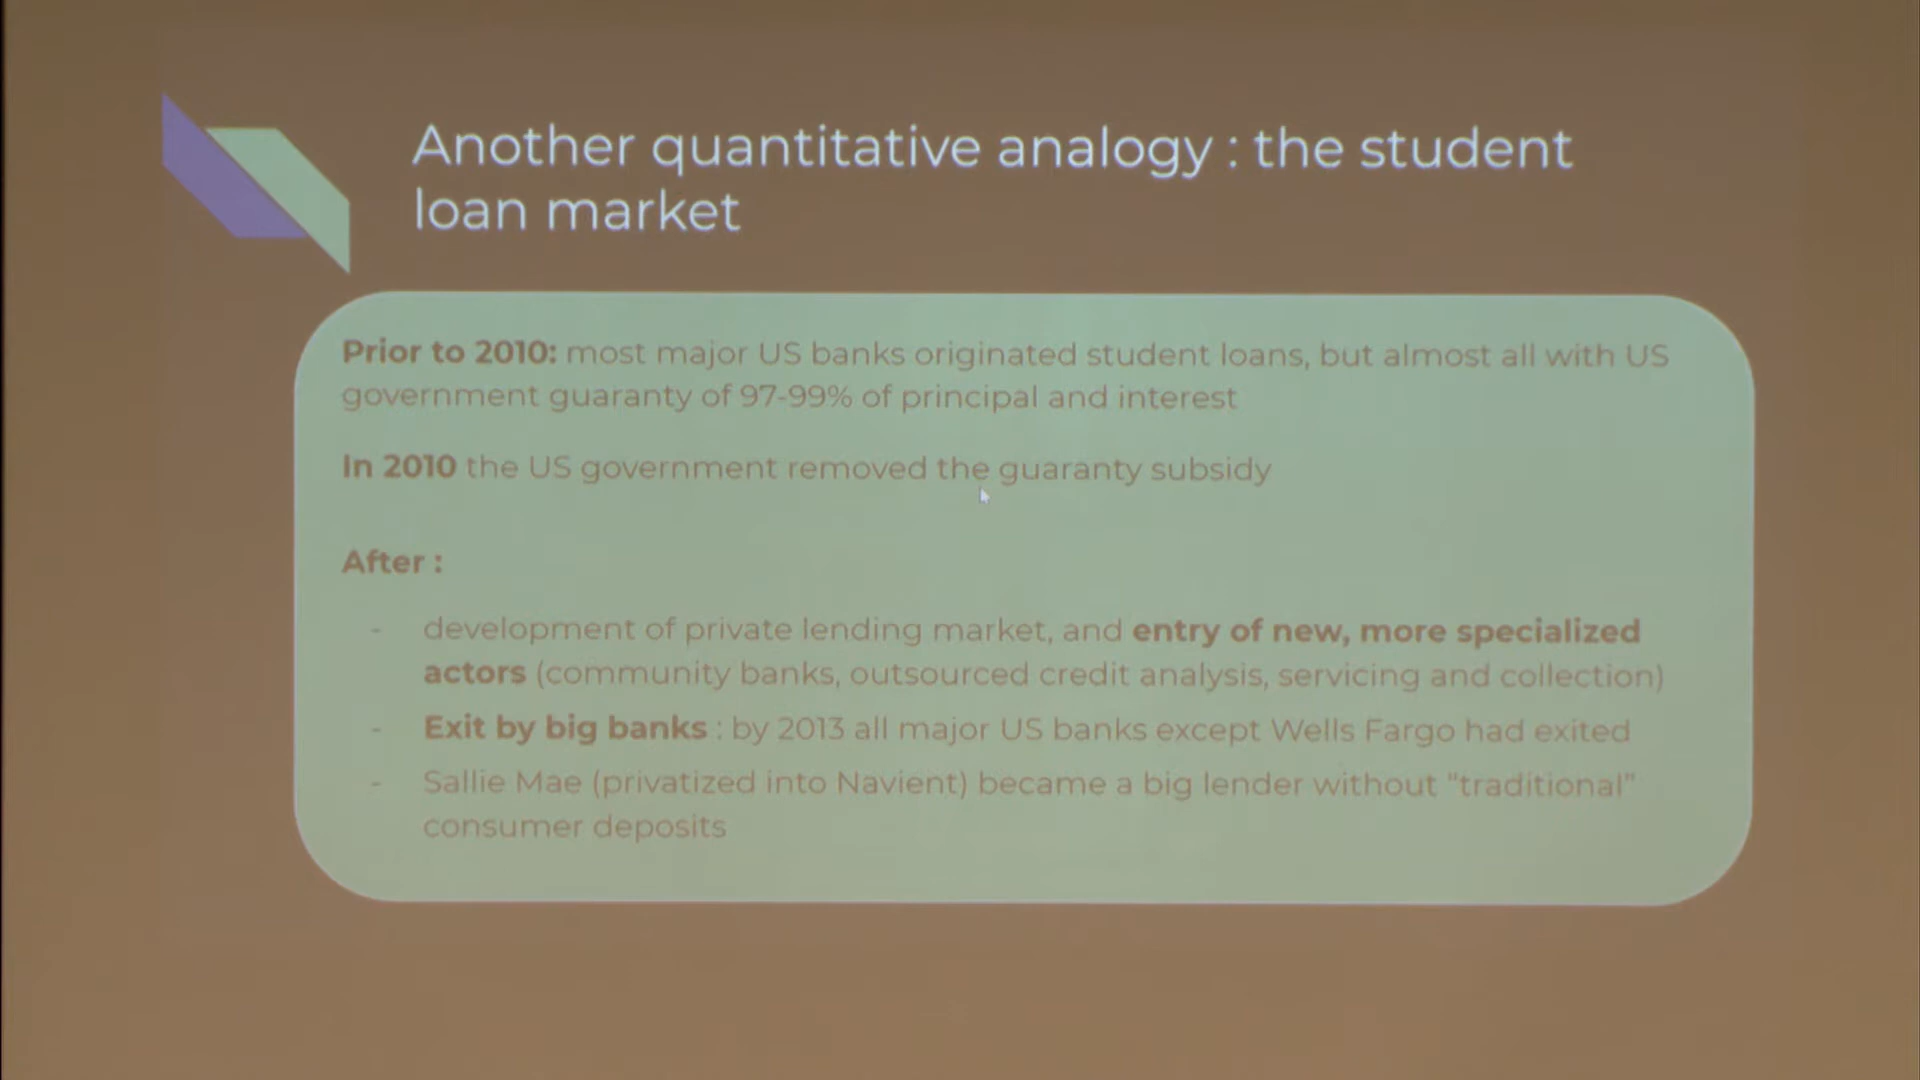 Another quantitative analogy : the student
loan market
Prior to 2010: most major US banks originated student loans, but almost all with US
government guaranty of 97-99% of principal and interest
In 2010 the US government removed the guaranty subsidy
After :
- development of private lending market, and entry of new, more specialized
actors (community banks, outsourced credit analysis, servicing and collection)
- Exit by big banks : by 2013 all major US banks except Wells Fargo had exited
- Sallie Mae (privatized into Navient) became a big lender without "traditional"
consumer deposits